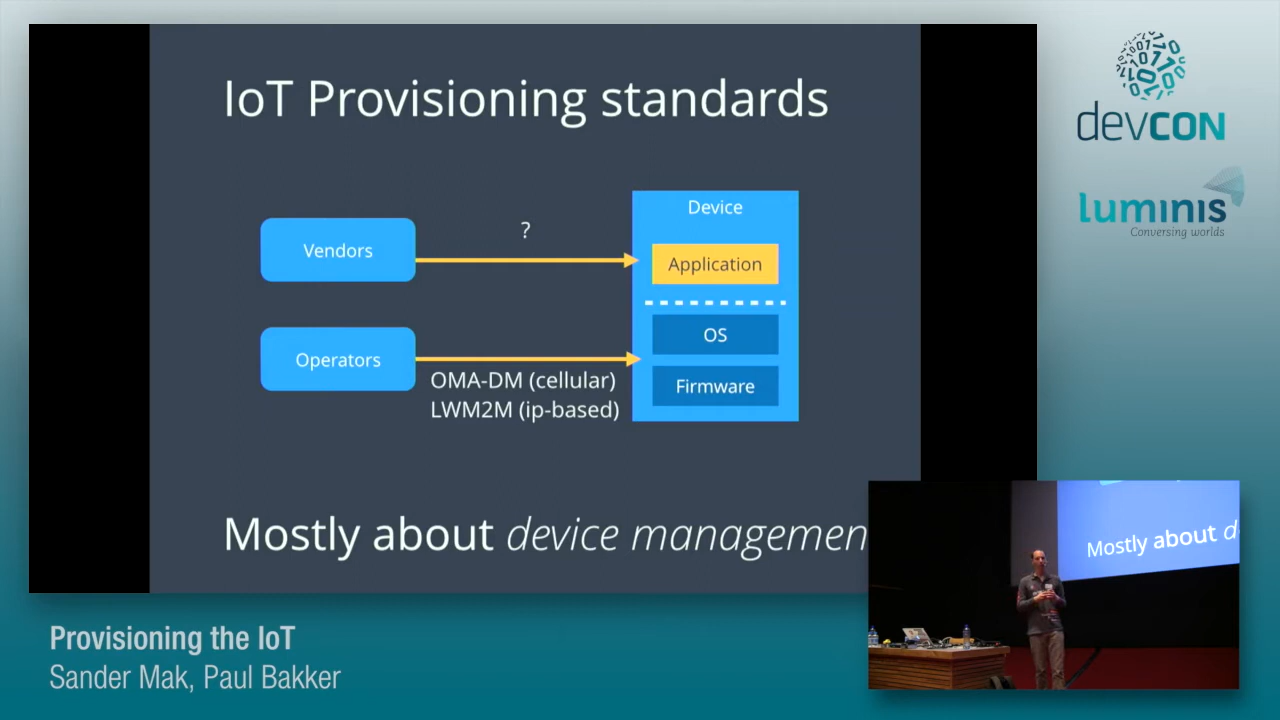 IoT Provisioning standards
Vendors
?
Device
Application
OS
Firmware
Operators
OMA-DM (cellular)
LWM2M (ip-based)
Mostly about device managemen
devcon
luminis
Conversing worlds
Mostly about d
Provisioning the IoT
Sander Mak, Paul Bakker